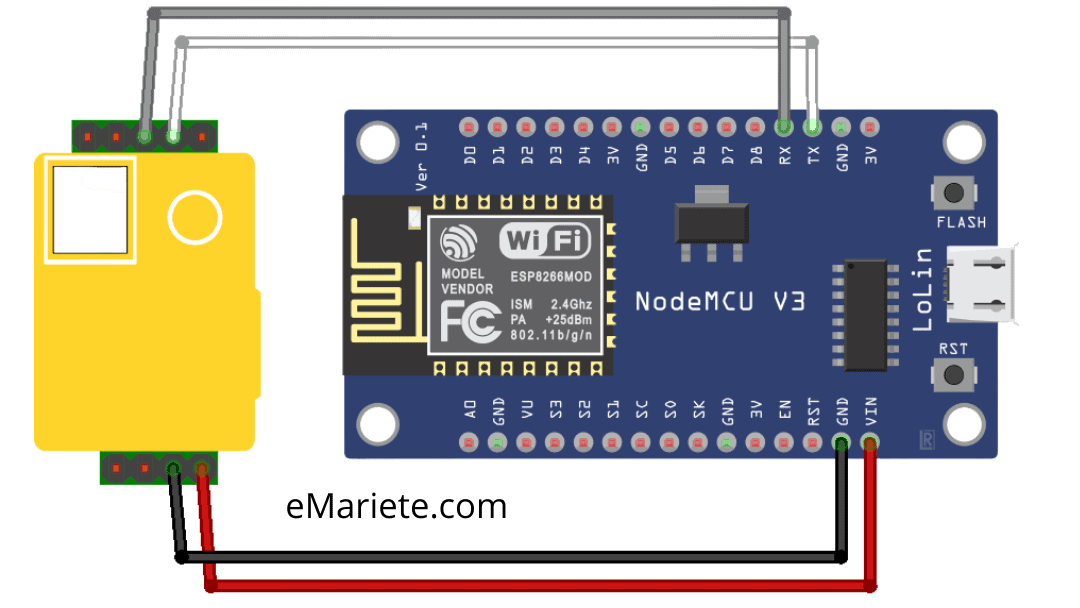 Ver 0.1
D0
D1
D2
D3
D4
3V
GND
D5
D6
D7
D8
RX
TX
GND
3V
FLASH
WiFi
MODEL
VENDOR
ESP8266MOD
FC
ISM 2.4Ghz
PA +25dBm
802.11b/g/n
NodeMCU V3
LoLin
RST
A0
GND
VU
S3
S2
S1
SC
S0
SK
GND
3V
EN
RST
GND
VIN
R
eMariete.com